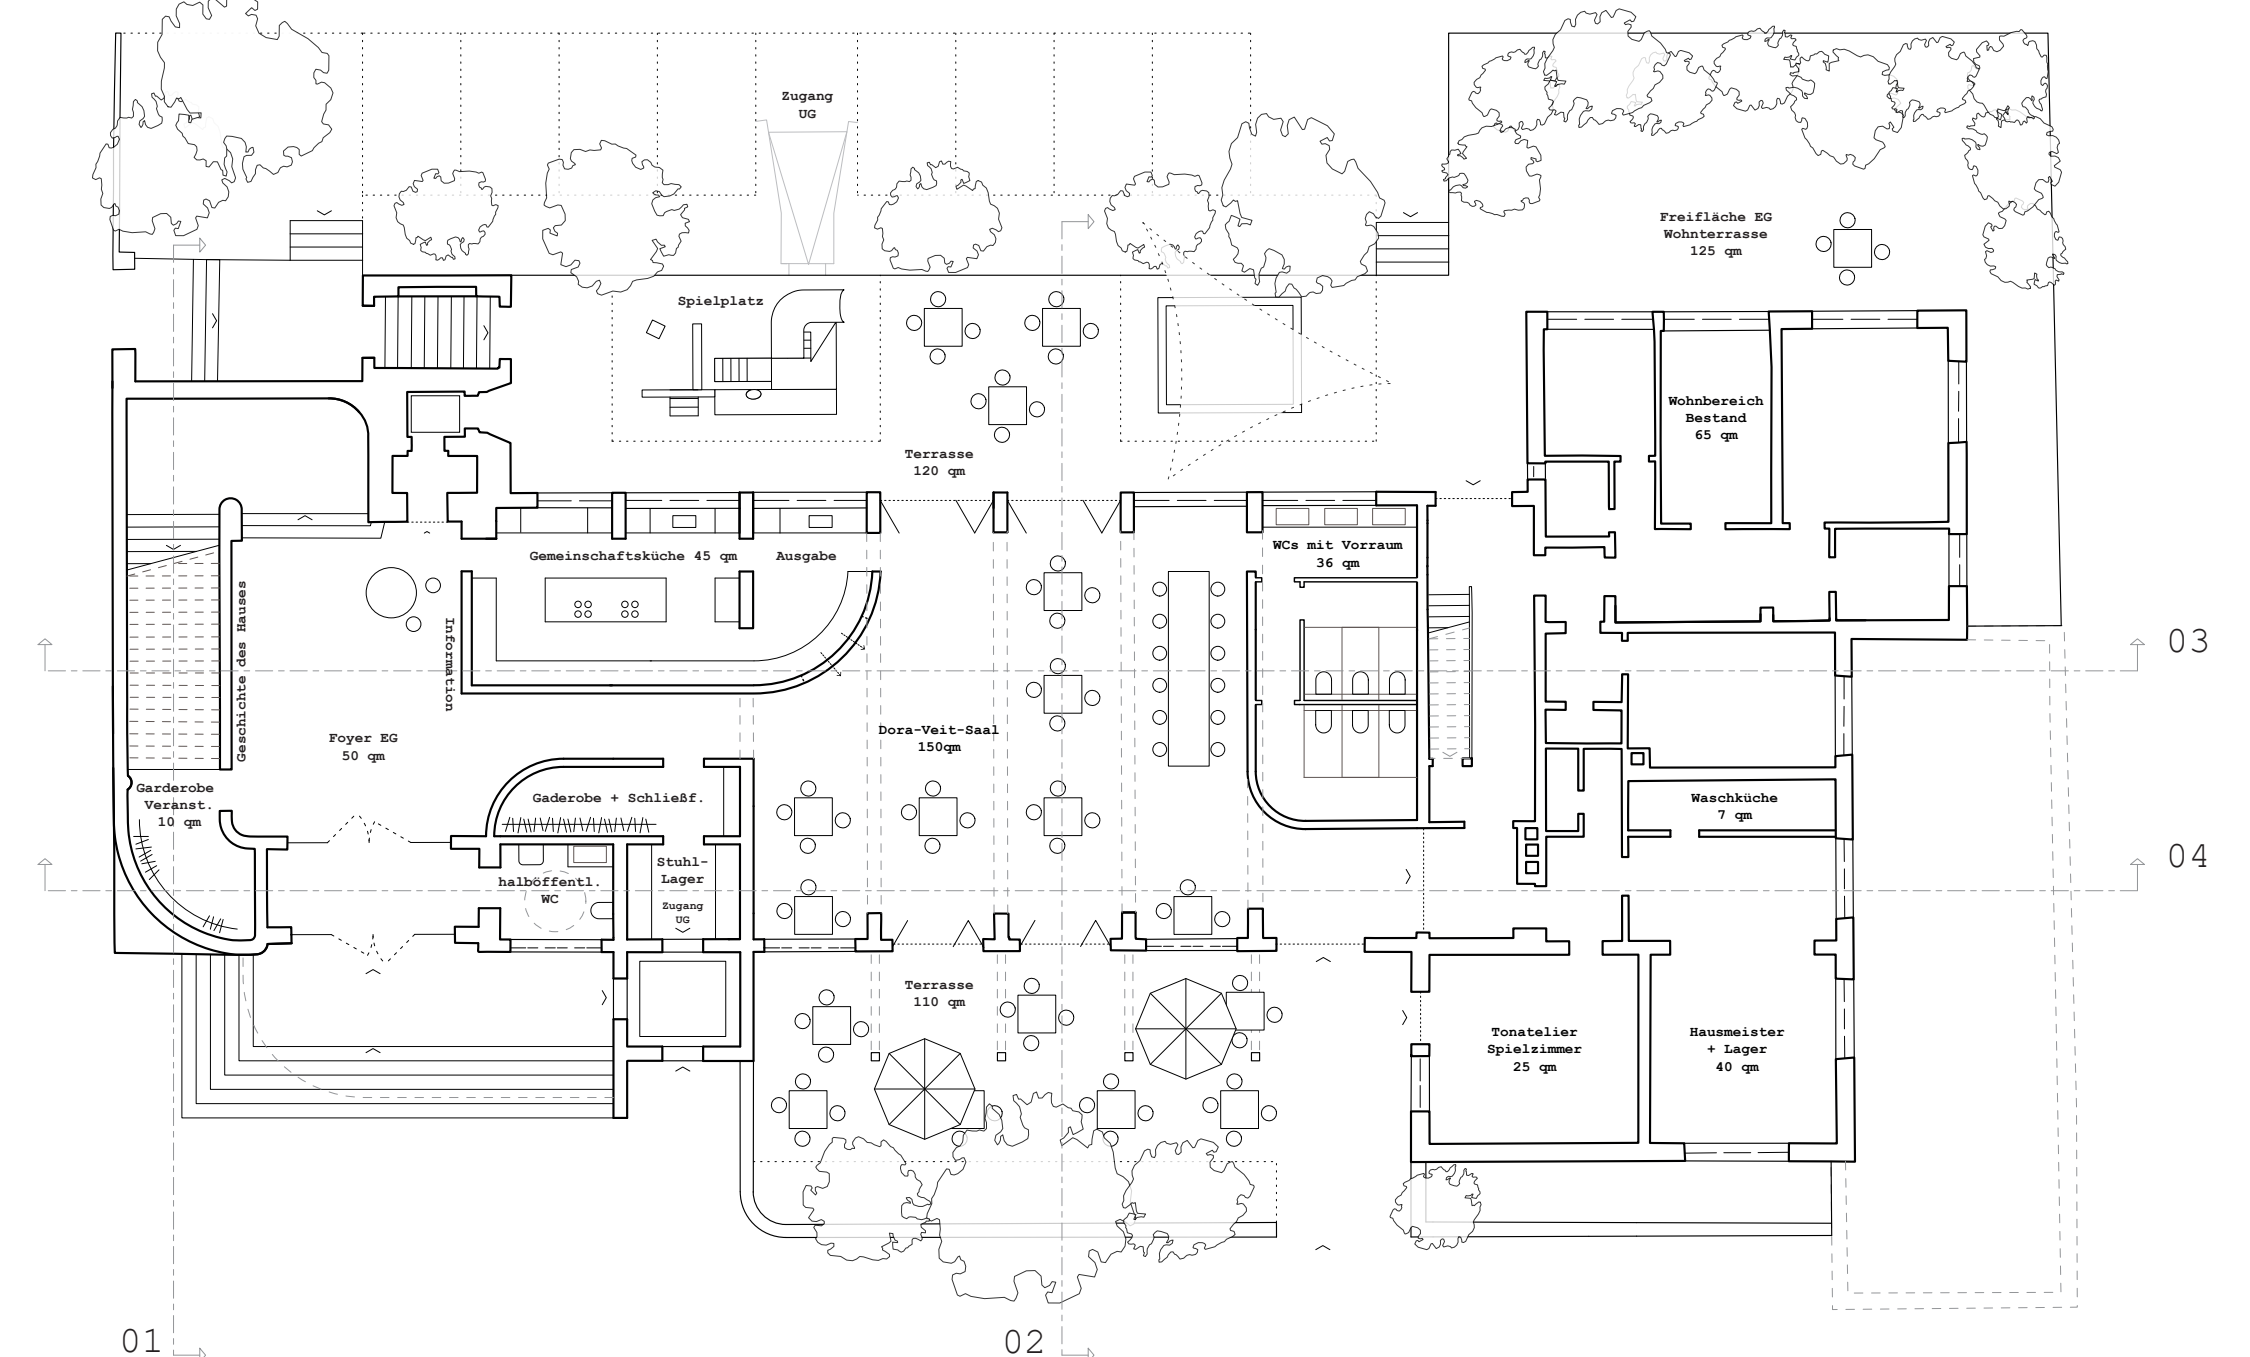 Zugang
UG
Freifläche EG
Wohnterrasse
125 qm
Spielplatz
Wohnbereich
Bestand
65 qm
Terrasse
120 qm
Gemeinschaftsküche 45 qm
Ausgabe
WCs mit Vorraum
36 qm
Geschichte des Hauses
Information
03
Foyer EG
50 qm
Dora-Veit-Saal
150qm
Garderobe
Veranst.
10 qm
Gaderobe + Schließf.
Waschküche
7 qm
04
Stuhl-
Lager
halböffentl.
WC
Zugang
UG
Terrasse
110 qm
Tonatelier
Spielzimmer
25 qm
Hausmeister
+ Lager
40 qm
01
02